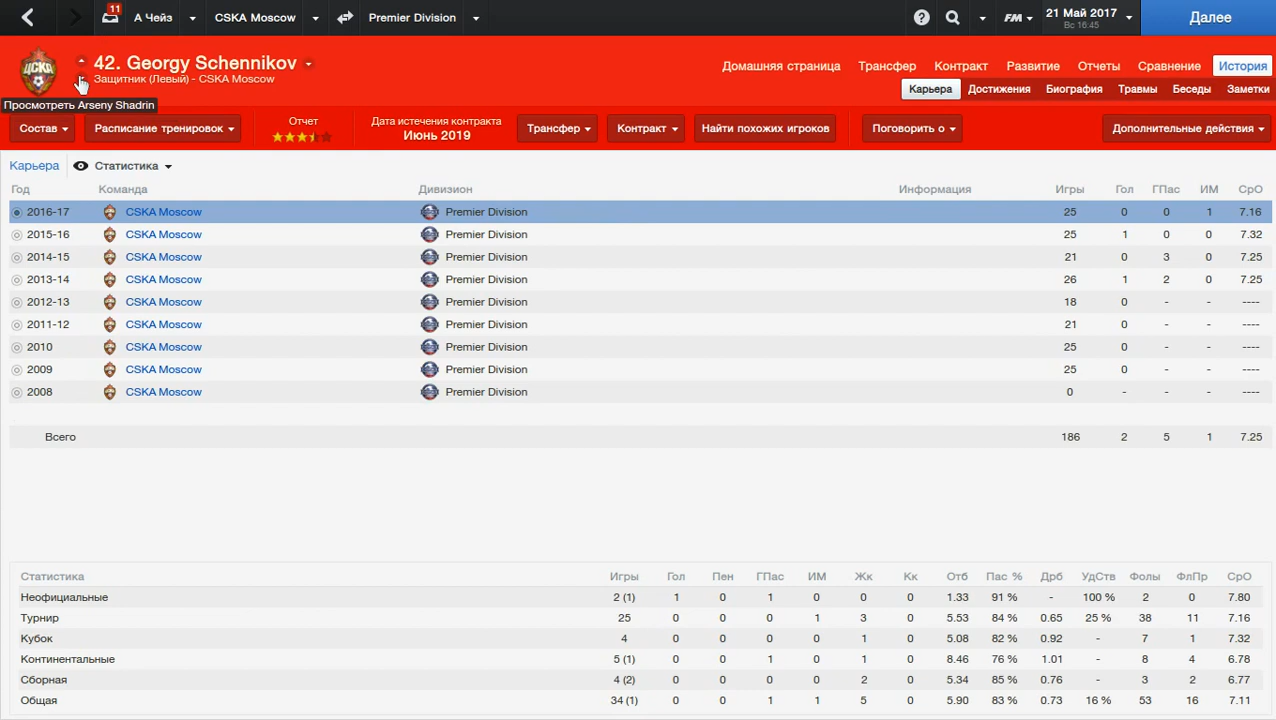 11 А Чейз CSKA Moscow Premier Division ? FM 21 Май 2017 Вс 16:45 Далее
ЦСКА
42. Georgy Schennikov
Защитник (Левый) - CSKA Moscow
Домашняя страница Трансфер Контракт Развитие Отчеты Сравнение История
Карьера Достижения Биография Травмы Беседы Заметки
Просмотреть Arseny Shadrin
Состав Расписание тренировок Отчет Дата истечения контракта Июнь 2019 Трансфер Контракт Найти похожих игроков Поговорить о Дополнительные действия
Карьера Статистика
Год Команда Дивизион Информация Игры Гол ГПас ИМ СрО
2016-17 CSKA Moscow Premier Division 25 0 0 1 7.16
2015-16 CSKA Moscow Premier Division 25 1 0 0 7.32
2014-15 CSKA Moscow Premier Division 21 0 3 0 7.25
2013-14 CSKA Moscow Premier Division 26 1 2 0 7.25
2012-13 CSKA Moscow Premier Division 18 0 - - ----
2011-12 CSKA Moscow Premier Division 21 0 - - ----
2010 CSKA Moscow Premier Division 25 0 - - ----
2009 CSKA Moscow Premier Division 25 0 - - ----
2008 CSKA Moscow Premier Division 0 - - - ----
Всего 186 2 5 1 7.25
Статистика Игры Гол Пен ГПас ИМ Жк Кк Отб Пас % Дрб УдСтв Фолы ФлПр СрО
Неофициальные 2 (1) 1 0 1 0 0 0 1.33 91 % - 100 % 2 0 7.80
Турнир 25 0 0 0 1 3 0 5.53 84 % 0.65 25 % 38 11 7.16
Кубок 4 0 0 0 0 1 0 5.08 82 % 0.92 - 7 1 7.32
Континентальные 5 (1) 0 0 1 0 1 0 8.46 76 % 1.01 - 8 4 6.78
Сборная 4 (2) 0 0 0 0 2 0 5.34 85 % 0.76 - 3 2 6.77
Общая 34 (1) 0 0 1 1 5 0 5.90 83 % 0.73 16 % 53 16 7.11